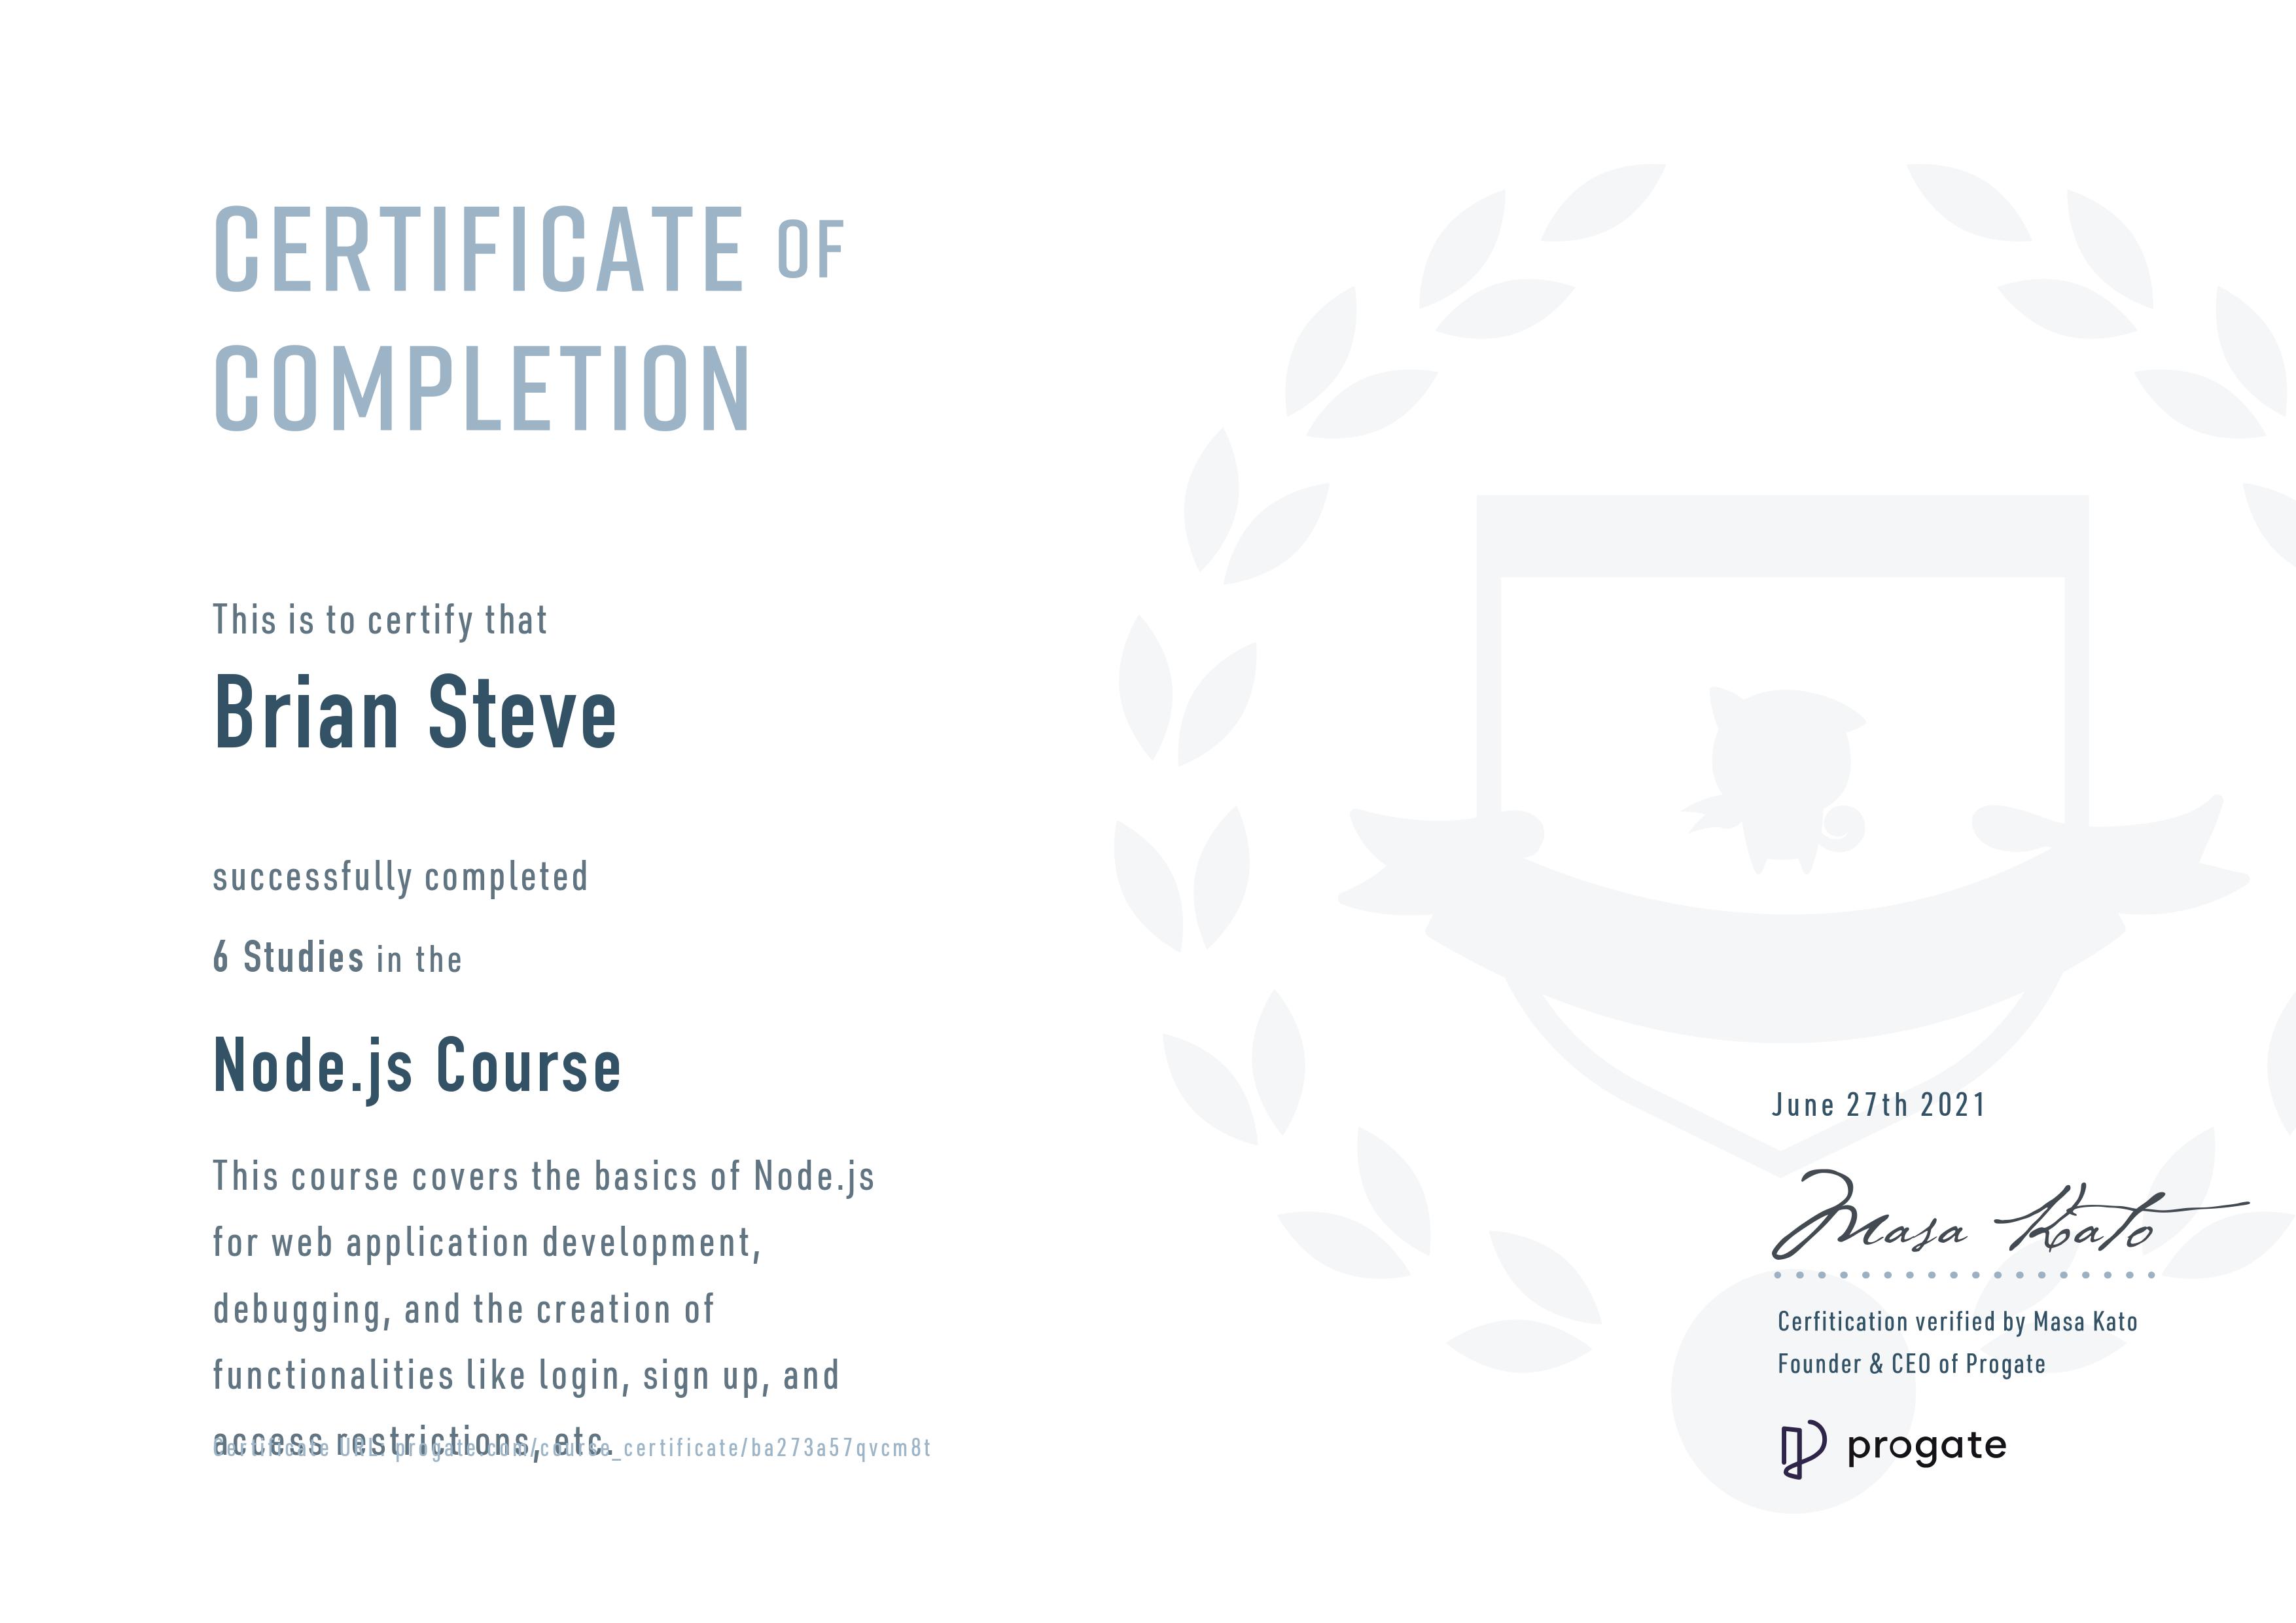 CERTIFICATE OF
COMPLETION
This is to certify that
Brian Steve
successfully completed
6 Studies in the
Node.js Course
This course covers the basics of Node.js
for web application development,
debugging, and the creation of
functionalities like login, sign up, and
access restrictions, etc.
Certificate URL: progate.com/course_certificate/ba273a57qvcm8t
June 27th 2021
Masa Kato
Cerfitication verified by Masa Kato
Founder & CEO of Progate
progate